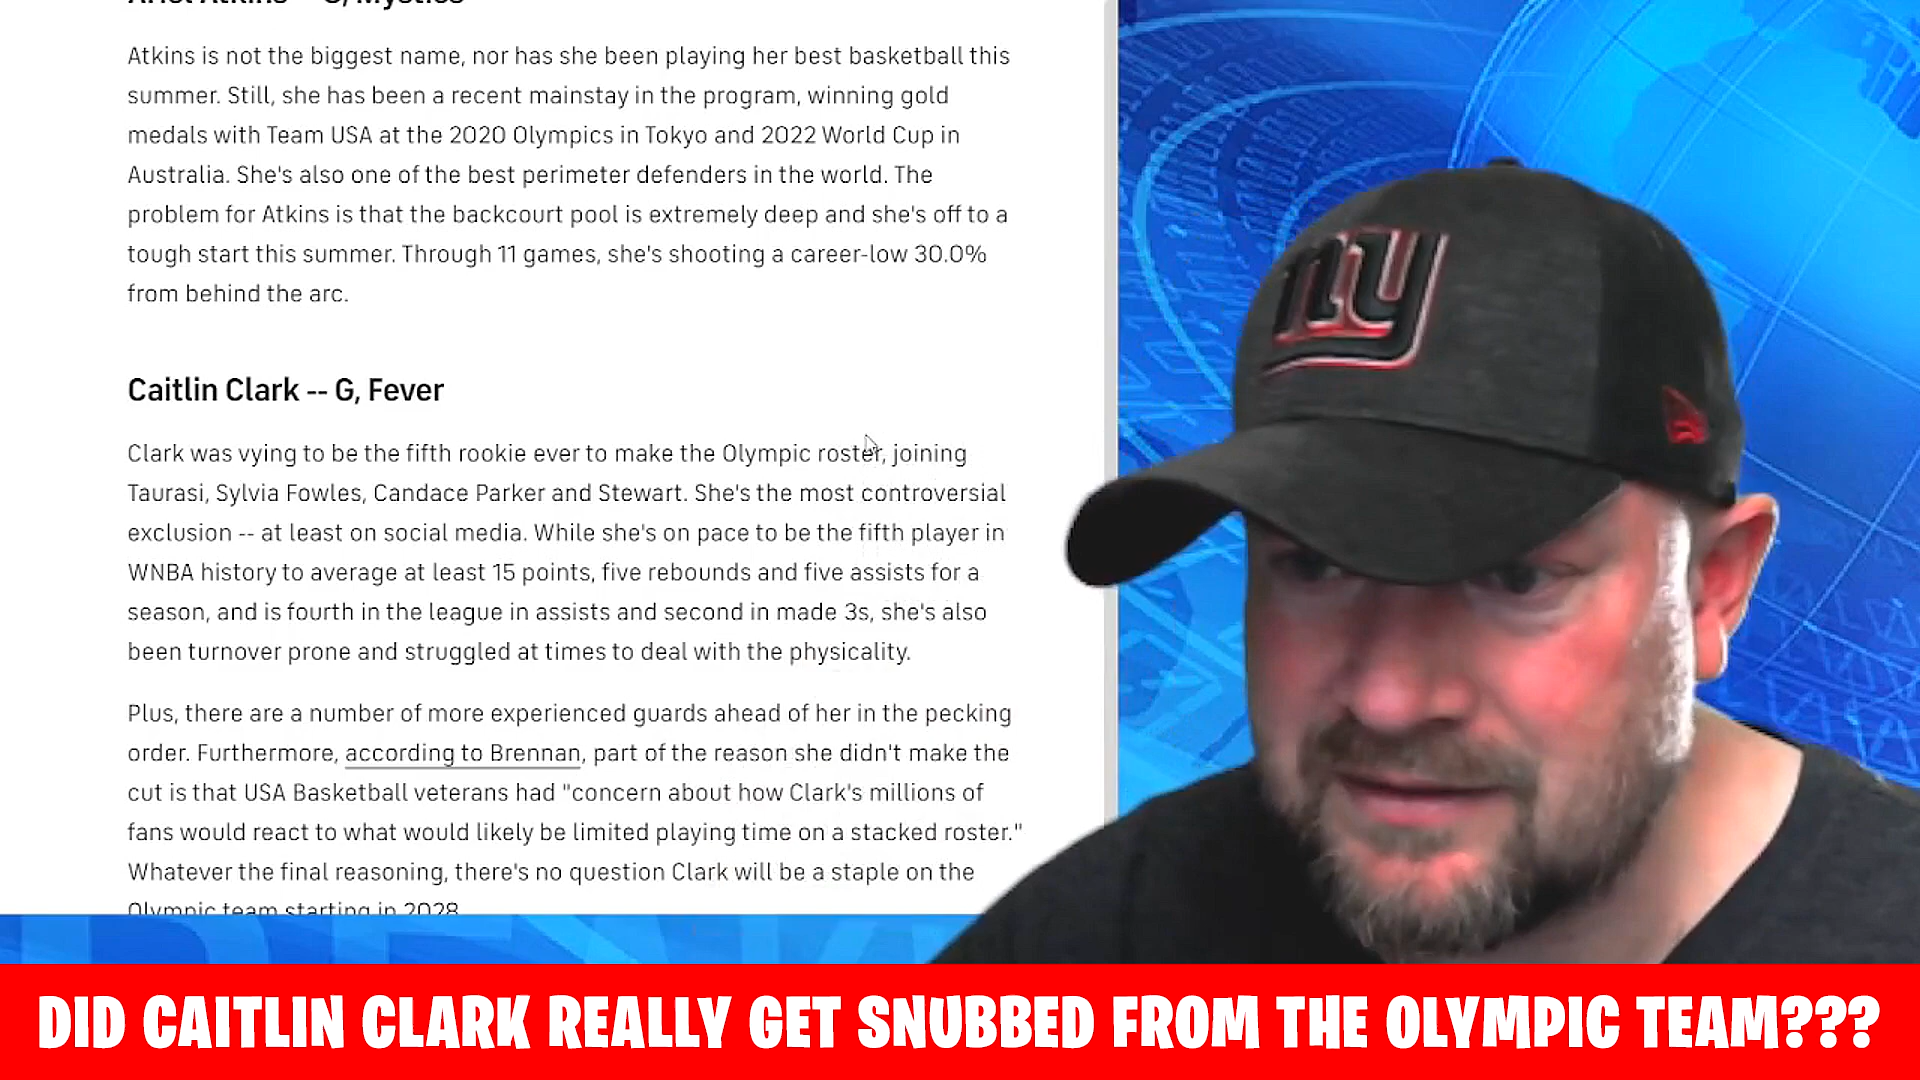 Ariel Atkins -- G, Mystics
Atkins is not the biggest name, nor has she been playing her best basketball this
summer. Still, she has been a recent mainstay in the program, winning gold
medals with Team USA at the 2020 Olympics in Tokyo and 2022 World Cup in
Australia. She's also one of the best perimeter defenders in the world. The
problem for Atkins is that the backcourt pool is extremely deep and she's off to a
tough start this summer. Through 11 games, she's shooting a career-low 30.0%
from behind the arc.
Caitlin Clark -- G, Fever
Clark was vying to be the fifth rookie ever to make the Olympic roster, joining
Taurasi, Sylvia Fowles, Candace Parker and Stewart. She's the most controversial
exclusion -- at least on social media. While she's on pace to be the fifth player in
WNBA history to average at least 15 points, five rebounds and five assists for a
season, and is fourth in the league in assists and second in made 3s, she's also
been turnover prone and struggled at times to deal with the physicality.
Plus, there are a number of more experienced guards ahead of her in the pecking
order. Furthermore, according to Brennan, part of the reason she didn't make the
cut is that USA Basketball veterans had "concern about how Clark's millions of
fans would react to what would likely be limited playing time on a stacked roster."
Whatever the final reasoning, there's no question Clark will be a staple on the
Olympic team starting in 2028
ny
DID CAITLIN CLARK REALLY GET SNUBBED FROM THE OLYMPIC TEAM???